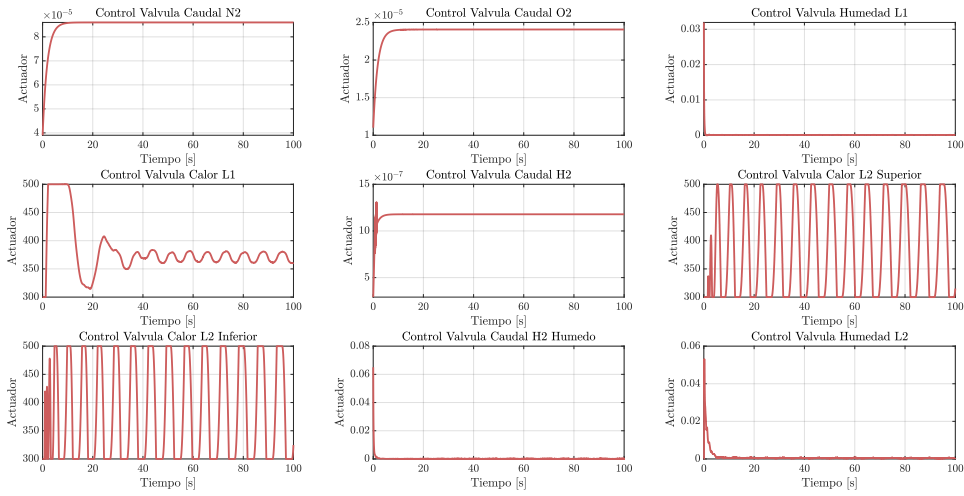 Control Valvula Caudal N2
×10⁻⁵
Actuador
8
7
6
5
4
0 20 40 60 80 100
Tiempo [s]
Control Valvula Caudal O2
×10⁻⁵
Actuador
2.5
2
1.5
1
0 20 40 60 80 100
Tiempo [s]
Control Valvula Humedad L1
Actuador
0.03
0.02
0.01
0
0 20 40 60 80 100
Tiempo [s]
Control Valvula Calor L1
Actuador
500
450
400
350
300
0 20 40 60 80 100
Tiempo [s]
Control Valvula Caudal H2
×10⁻⁷
Actuador
15
10
5
0 20 40 60 80 100
Tiempo [s]
Control Valvula Calor L2 Superior
Actuador
500
450
400
350
300
0 20 40 60 80 100
Tiempo [s]
Control Valvula Calor L2 Inferior
Actuador
500
450
400
350
300
0 20 40 60 80 100
Tiempo [s]
Control Valvula Caudal H2 Humedo
Actuador
0.08
0.06
0.04
0.02
0
0 20 40 60 80 100
Tiempo [s]
Control Valvula Humedad L2
Actuador
0.06
0.04
0.02
0
0 20 40 60 80 100
Tiempo [s]